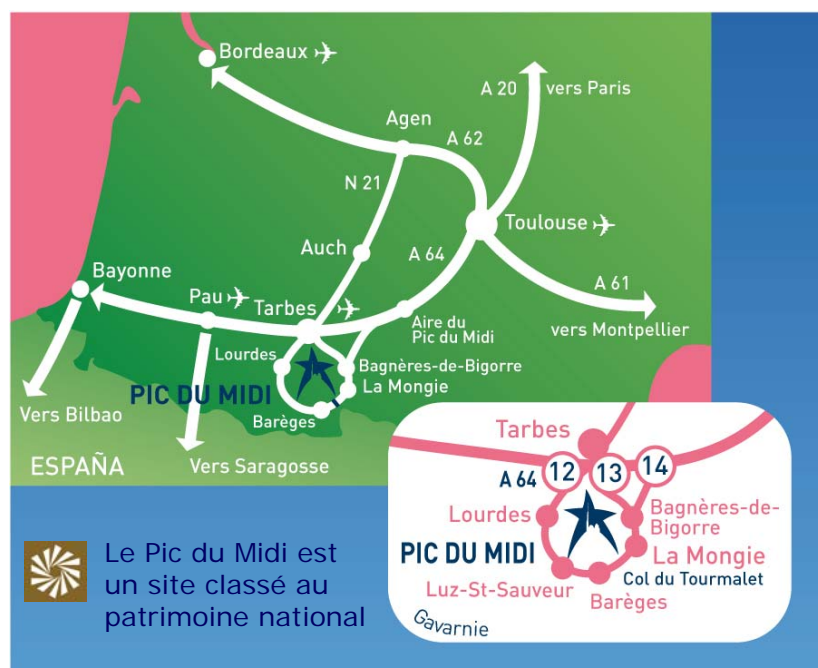 Bordeaux
A 20
vers Paris
Agen
A 62
N 21
Toulouse
Auch
A 64
Bayonne
A 61
Pau
Tarbes
Aire du
Pic du Midi
vers Montpellier
Lourdes
Bagnères-de-Bigorre
PIC DU MIDI
La Mongie
Vers Bilbao
Barèges
ESPAÑA
Vers Saragosse
Tarbes
A 64
12
13
14
Lourdes
Bagnères-de-
Bigorre
PIC DU MIDI
La Mongie
Col du Tourmalet
Luz-St-Sauveur
Barèges
Gavarnie
Le Pic du Midi est
un site classé au
patrimoine national